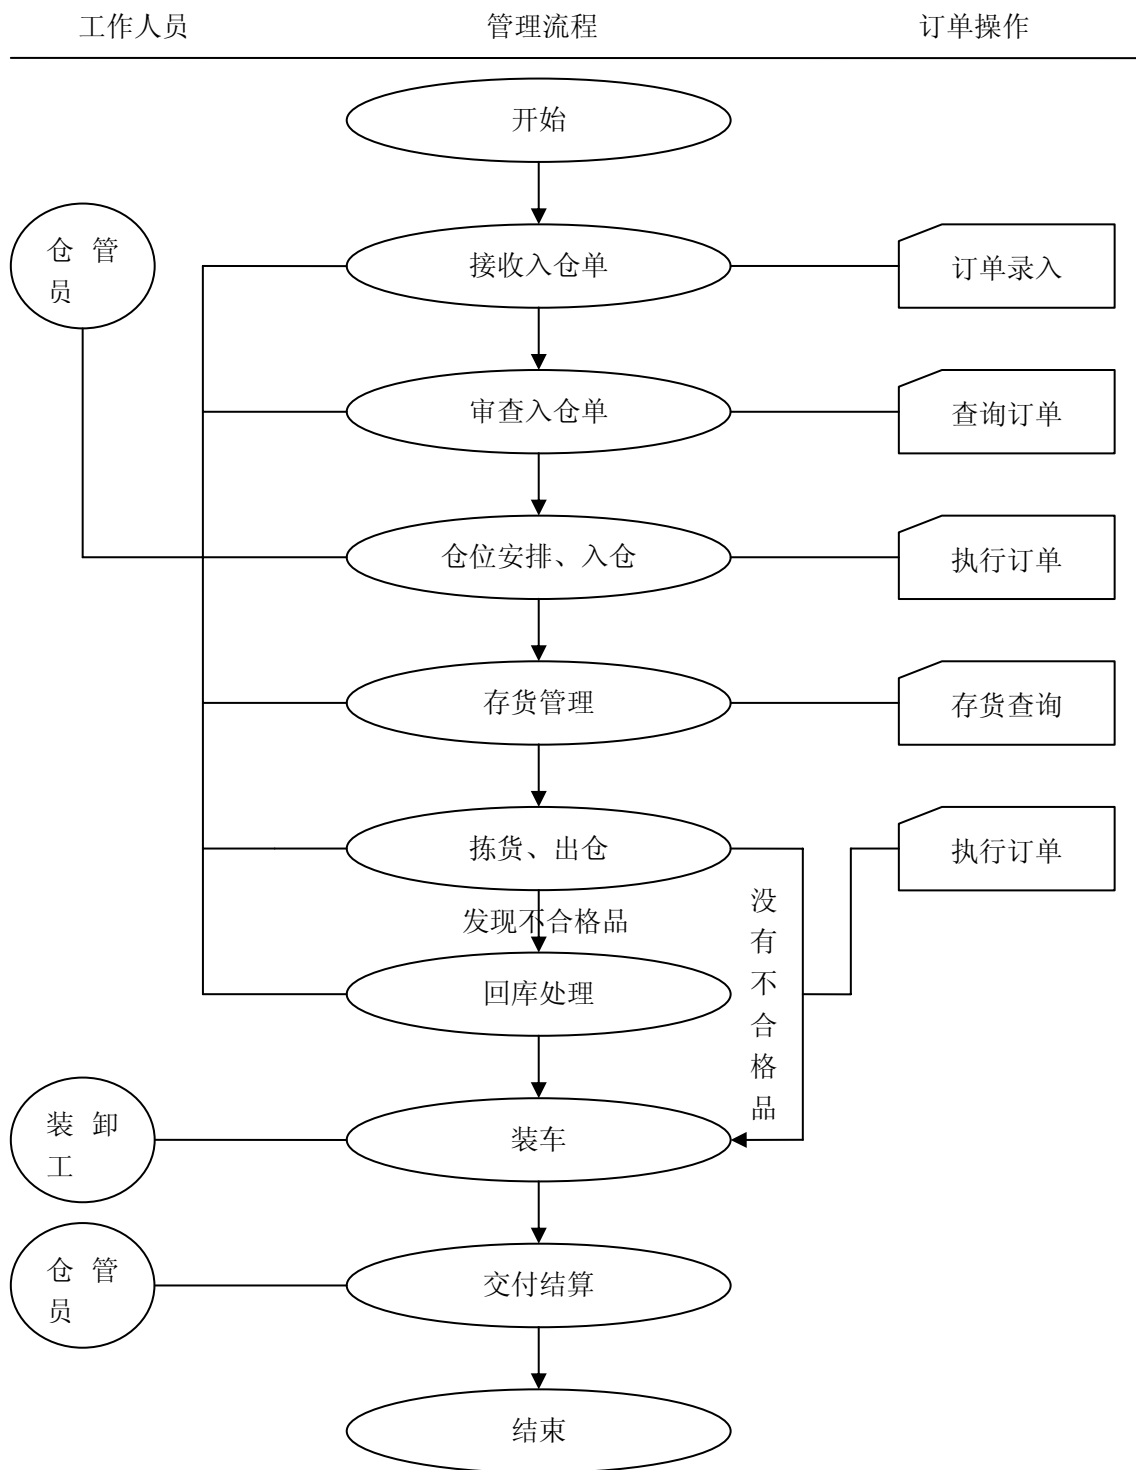 工作人员 管理流程 订单操作
开始
仓管
员
接收入仓单
订单录入
审查入仓单
查询订单
仓位安排、入仓
执行订单
存货管理
存货查询
拣货、出仓
执行订单
发现不合格品
没
有
不
合
格
品
回库处理
装卸
工
装车
仓管
员
交付结算
结束